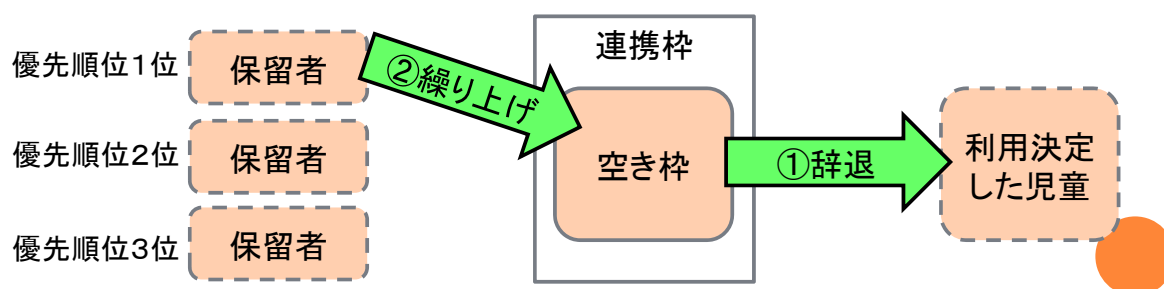 優先順位1位
保留者
②繰り上げ
連携枠
空き枠
①辞退
利用決定
した児童
優先順位2位
保留者
優先順位3位
保留者